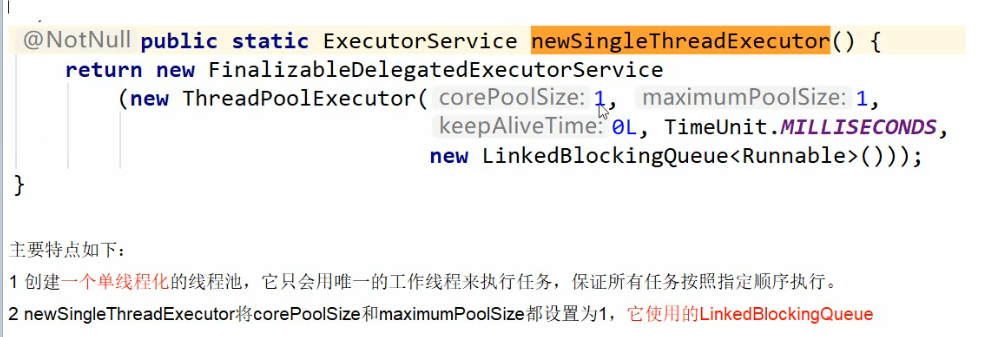 @NotNull public static ExecutorService newSingleThreadExecutor() {
return new FinalizableDelegatedExecutorService
(new ThreadPoolExecutor( corePoolSize: 1, maximumPoolSize: 1,
keepAliveTime: 0L, TimeUnit.MILLISECONDS,
new LinkedBlockingQueue<Runnable>()));
}
主要特点如下：
1 创建一个单线程化的线程池，它只会用唯一的工作线程来执行任务，保证所有任务按照指定顺序执行。
2 newSingleThreadExecutor将corePoolSize和maximumPoolSize都设置为1，它使用的LinkedBlockingQueue